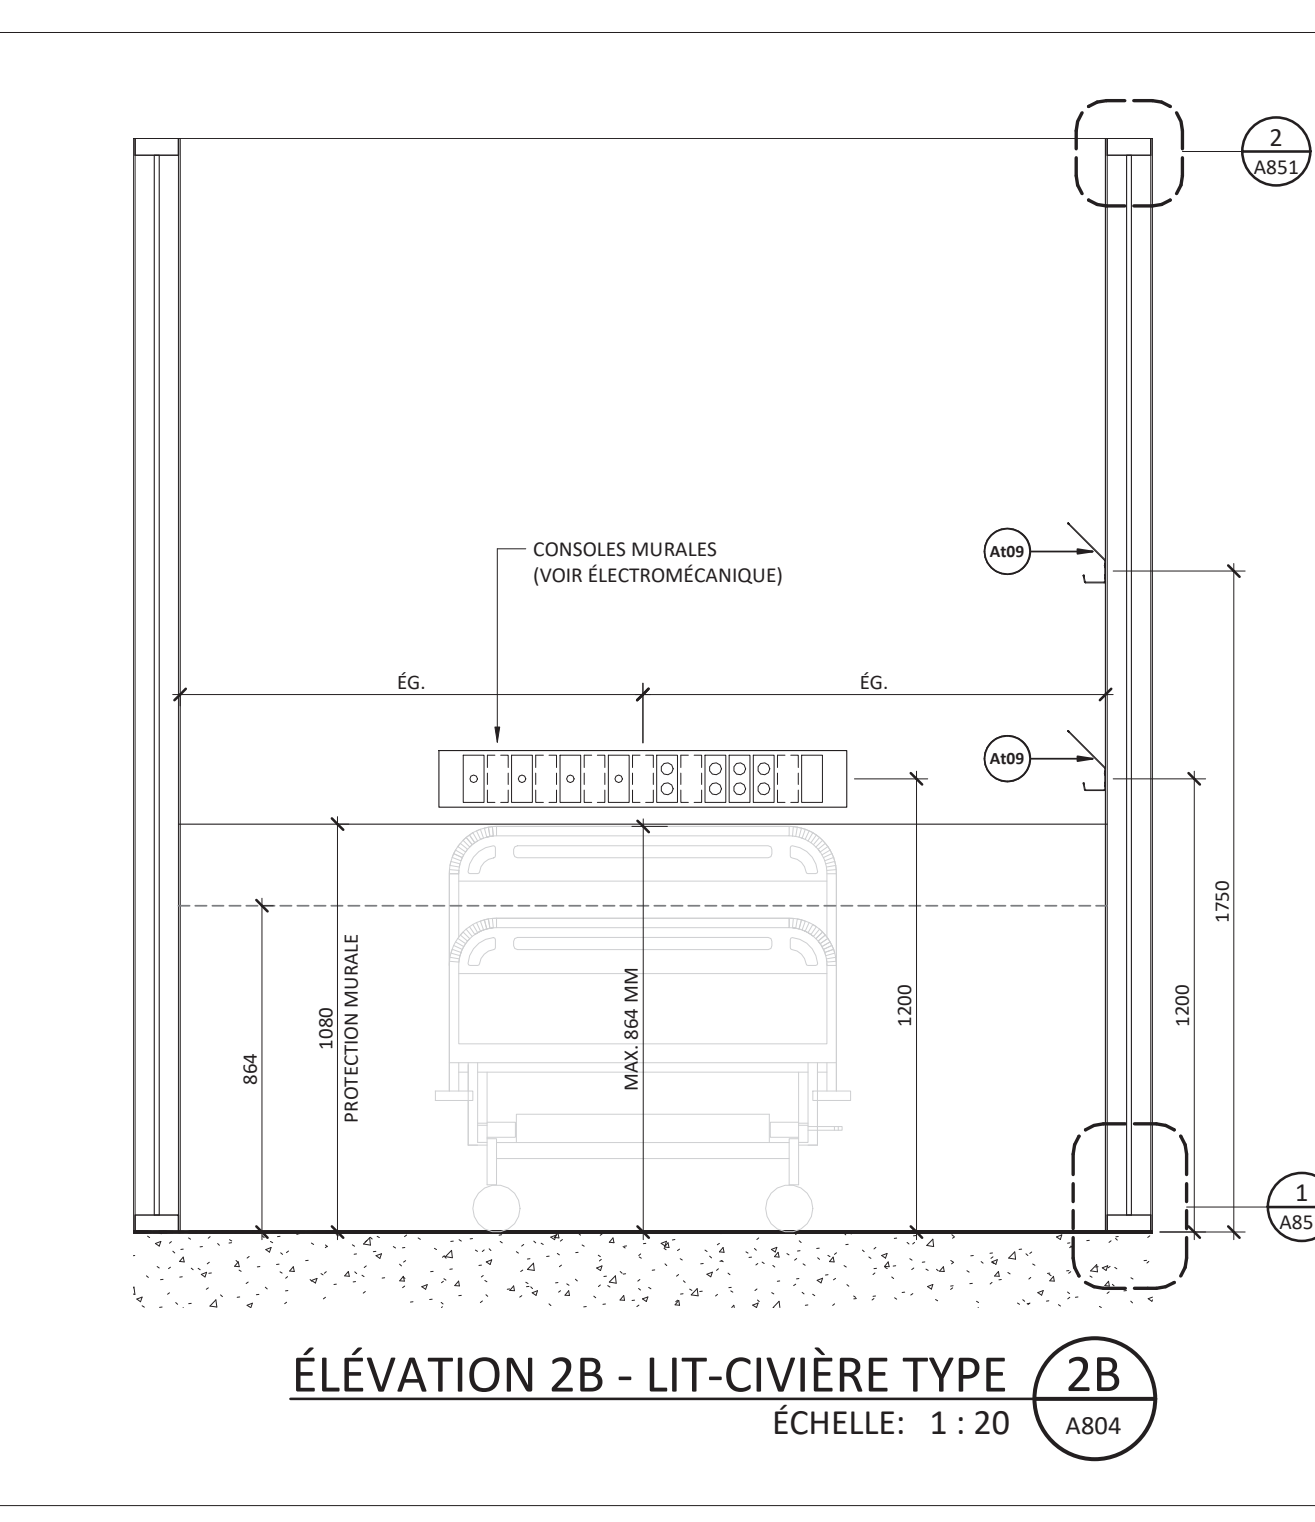 2
A851
CONSOLES MURALES
(VOIR ÉLECTROMÉCANIQUE)
At09
ÉG.
ÉG.
At09
864
1080
PROTECTION MURALE
MAX. 864 MM
1200
1200
1750
1
A85
ÉLÉVATION 2B - LIT-CIVIÈRE TYPE
ÉCHELLE: 1 : 20
2B
A804